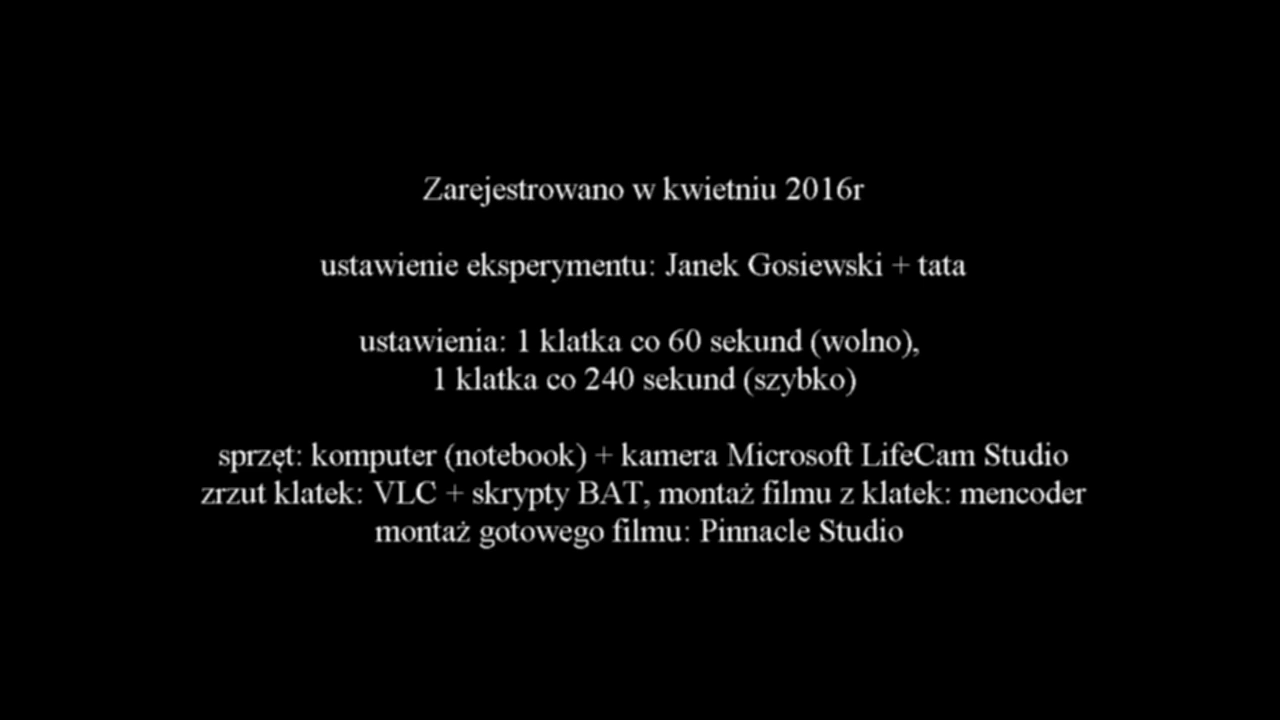 Zarejestrowano w kwietniu 2016r
ustawienie eksperymentu: Janek Gosiewski + tata
ustawienia: 1 klatka co 60 sekund (wolno),
1 klatka co 240 sekund (szybko)
sprzęt: komputer (notebook) + kamera Microsoft LifeCam Studio
zrzut klatek: VLC + skrypty BAT, montaż filmu z klatek: mencoder
montaż gotowego filmu: Pinnacle Studio